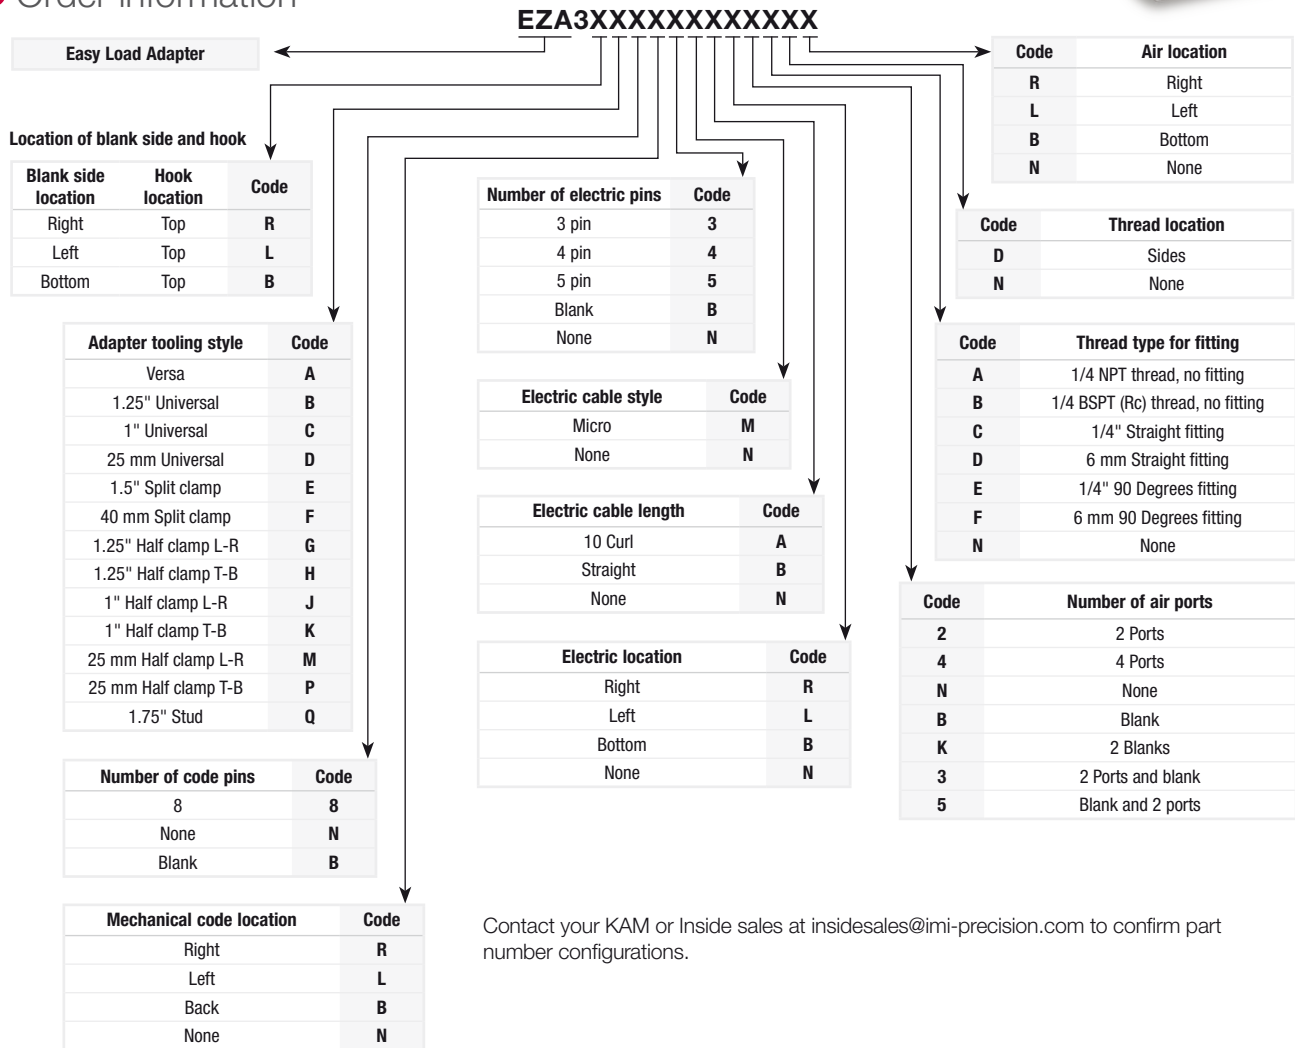 Order information
EZA3XXXXXXXXXXXX
Easy Load Adapter
Location of blank side and hook
Blank side location Hook location Code
Right Top R
Left Top L
Bottom Top B
Adapter tooling style Code
Versa A
1.25" Universal B
1" Universal C
25 mm Universal D
1.5" Split clamp E
40 mm Split clamp F
1.25" Half clamp L-R G
1.25" Half clamp T-B H
1" Half clamp L-R J
1" Half clamp T-B K
25 mm Half clamp L-R M
25 mm Half clamp T-B P
1.75" Stud Q
Number of code pins Code
8 8
None N
Blank B
Mechanical code location Code
Right R
Left L
Back B
None N
Number of electric pins Code
3 pin 3
4 pin 4
5 pin 5
Blank B
None N
Electric cable style Code
Micro M
None N
Electric cable length Code
10 Curl A
Straight B
None N
Electric location Code
Right R
Left L
Bottom B
None N
Code Air location
R Right
L Left
B Bottom
N None
Code Thread location
D Sides
N None
Code Thread type for fitting
A 1/4 NPT thread, no fitting
B 1/4 BSPT (Rc) thread, no fitting
C 1/4" Straight fitting
D 6 mm Straight fitting
E 1/4" 90 Degrees fitting
F 6 mm 90 Degrees fitting
N None
Code Number of air ports
2 2 Ports
4 4 Ports
N None
B Blank
K 2 Blanks
3 2 Ports and blank
5 Blank and 2 ports
Contact your KAM or Inside sales at insidesales@imi-precision.com to confirm part
number configurations.